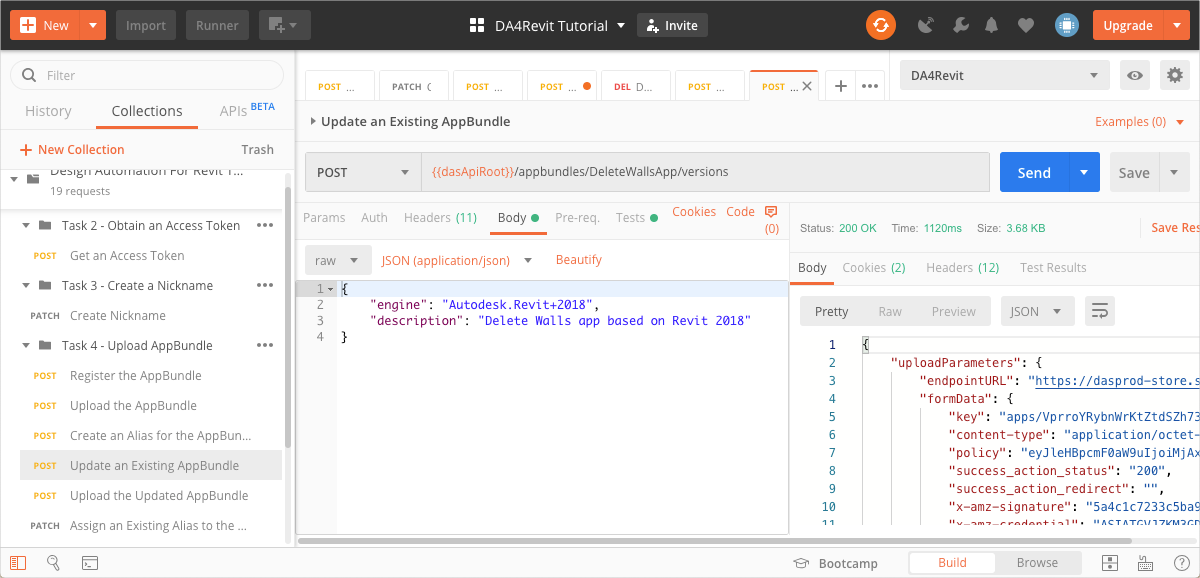 New
Import
Runner
DA4Revit Tutorial
Invite
Upgrade
Filter
History
Collections
APIs BETA
New Collection
Trash
Design Automation For Revit T...
19 requests
Task 2 - Obtain an Access Token
POST Get an Access Token
Task 3 - Create a Nickname
PATCH Create Nickname
Task 4 - Upload AppBundle
POST Register the AppBundle
POST Upload the AppBundle
POST Create an Alias for the AppBun...
POST Update an Existing AppBundle
POST Upload the Updated AppBundle
PATCH Assign an Existing Alias to the ...
POST ...
PATCH
POST ...
POST ...
DEL D...
POST ...
POST ...
DA4Revit
Update an Existing AppBundle
Examples (0)
POST
{{dasApiRoot}}/appbundles/DeleteWallsApp/versions
Send
Save
Params
Auth
Headers (11)
Body
Pre-req.
Tests
Cookies
Code
(0)
raw
JSON (application/json)
Beautify
1 {
2 "engine": "Autodesk.Revit+2018",
3 "description": "Delete Walls app based on Revit 2018"
4 }
Status: 200 OK
Time: 1120ms
Size: 3.68 KB
Save Res
Body
Cookies (2)
Headers (12)
Test Results
Pretty
Raw
Preview
JSON
1 {
2 "uploadParameters": {
3 "endpointURL": "https://dasprod-store.s
4 "formData": {
5 "key": "apps/VprroYRybnWrKtZtdSZh73
6 "content-type": "application/octet-
7 "policy": "eyJleHBpcmF0aW9uIjoiMjAx
8 "success_action_status": "200",
9 "success_action_redirect": "",
10 "x-amz-signature": "5a4c1c7233c5ba9
11 "x-amz-credential": "ASIATGVJZKM3GD
Bootcamp
Build
Browse